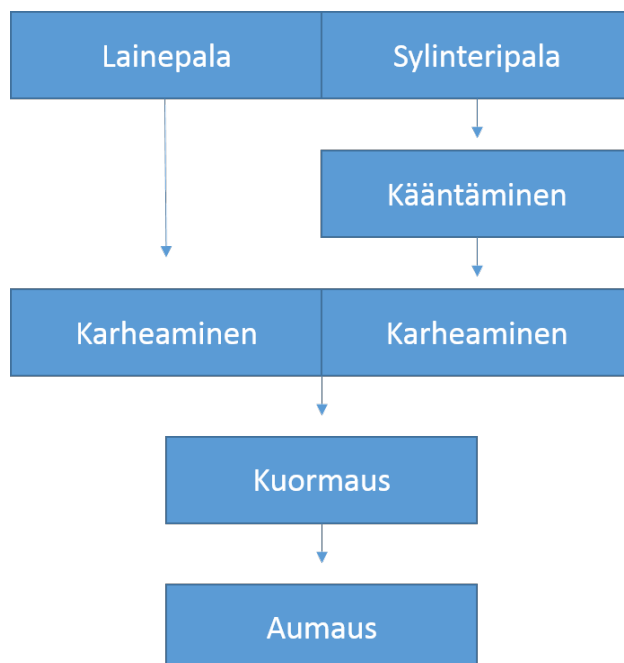 Lainepala
Sylinteripala
Kääntäminen
Karheaminen
Karheaminen
Kuormaus
Aumaus